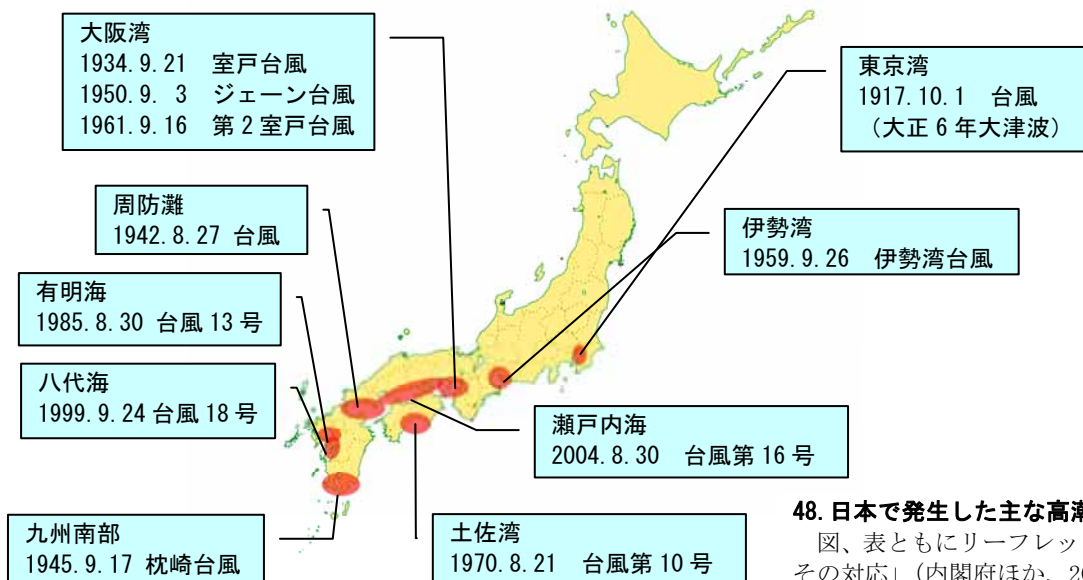 大阪湾
1934.9.21 室戸台風
1950.9. 3 ジェーン台風
1961.9.16 第2室戸台風
東京湾
1917.10.1 台風
（大正6年大津波）
周防灘
1942.8.27 台風
伊勢湾
1959.9.26 伊勢湾台風
有明海
1985.8.30 台風13号
八代海
1999.9.24台風18号
瀬戸内海
2004.8.30 台風第16号
九州南部
1945.9.17 枕崎台風
土佐湾
1970.8.21 台風第10号
48.日本で発生した主な高潮
図、表ともにリーフレッ
その対応」（内閣府ほか，20